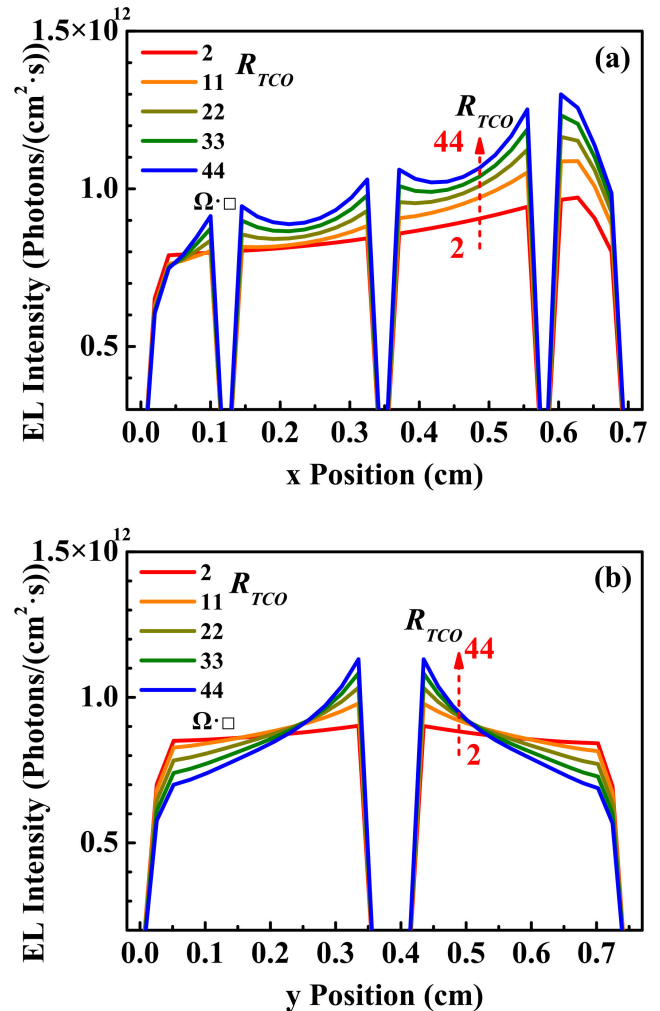 1.5×10¹²
(a)
2
R_TCO
11
22
33
44
Ω·□
R_TCO
44
2
1.0
0.5
EL Intensity (Photons/(cm²·s))
0.0 0.1 0.2 0.3 0.4 0.5 0.6 0.7
x Position (cm)
1.5×10¹²
(b)
2
R_TCO
11
22
33
44
Ω·□
R_TCO
44
2
1.0
0.5
EL Intensity (Photons/(cm²·s))
0.0 0.1 0.2 0.3 0.4 0.5 0.6 0.7
y Position (cm)